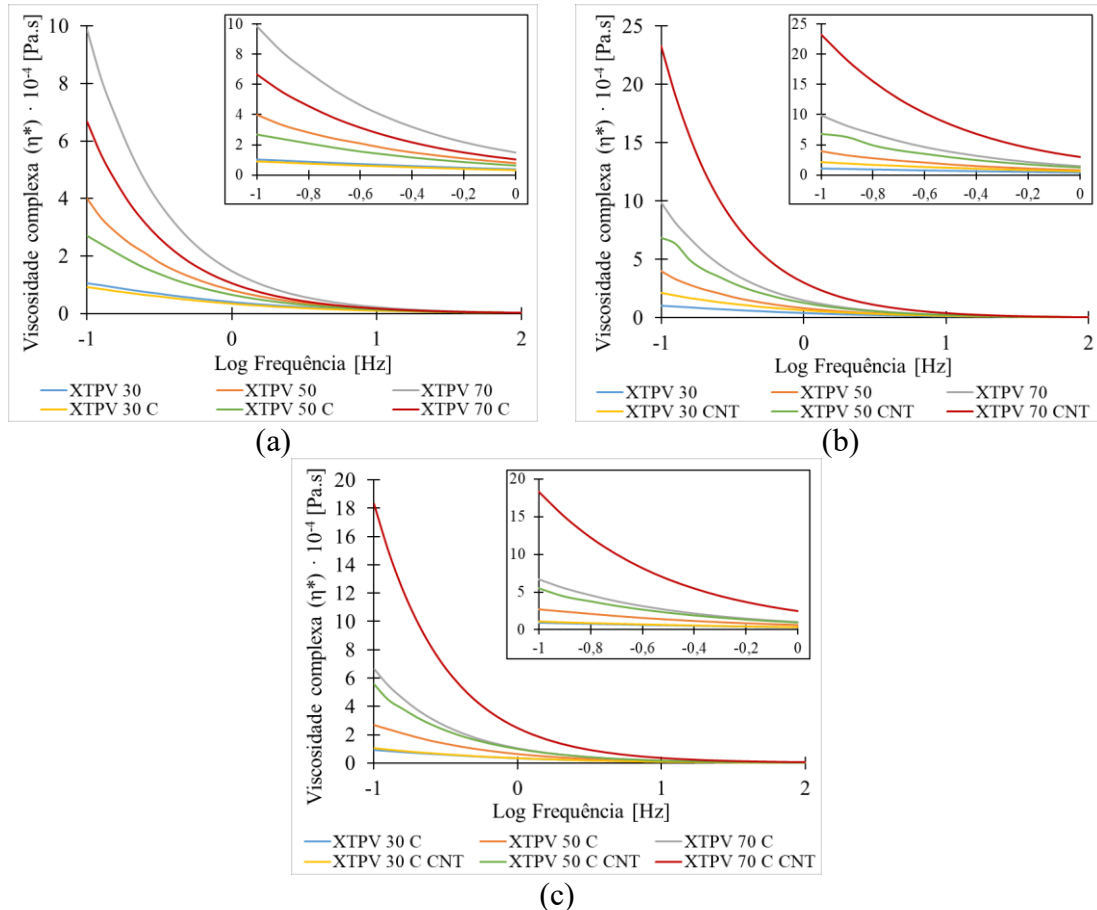 Viscosidade complexa (η*) · 10⁻⁴ [Pa.s]
10
8
6
4
2
0
-1
0
1
2
Log Frequência [Hz]
10
8
6
4
2
0
-1
-0,8
-0,6
-0,4
-0,2
0
XTPV 30
XTPV 50
XTPV 70
XTPV 30 C
XTPV 50 C
XTPV 70 C
(a)
Viscosidade complexa (η*) · 10⁻⁴ [Pa.s]
25
20
15
10
5
0
-1
0
1
2
Log Frequência [Hz]
25
20
15
10
5
0
-1
-0,8
-0,6
-0,4
-0,2
0
XTPV 30
XTPV 50
XTPV 70
XTPV 30 CNT
XTPV 50 CNT
XTPV 70 CNT
(b)
Viscosidade complexa (η*) · 10⁻⁴ [Pa.s]
20
18
16
14
12
10
8
6
4
2
0
-1
0
1
2
Log Frequência [Hz]
20
15
10
5
0
-1
-0,8
-0,6
-0,4
-0,2
0
XTPV 30 C
XTPV 50 C
XTPV 70 C
XTPV 30 C CNT
XTPV 50 C CNT
XTPV 70 C CNT
(c)